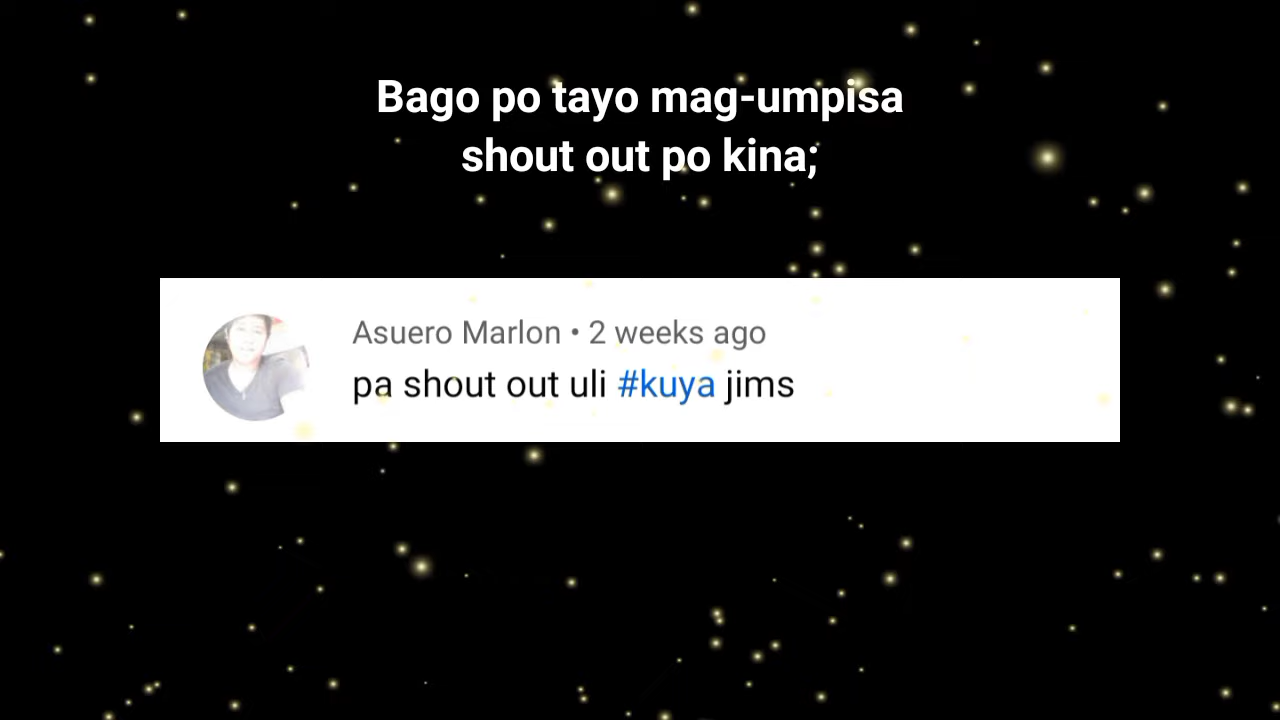 Bago po tayo mag-umpisa
shout out po kina;
Asuero Marlon • 2 weeks ago
pa shout out uli #kuya jims